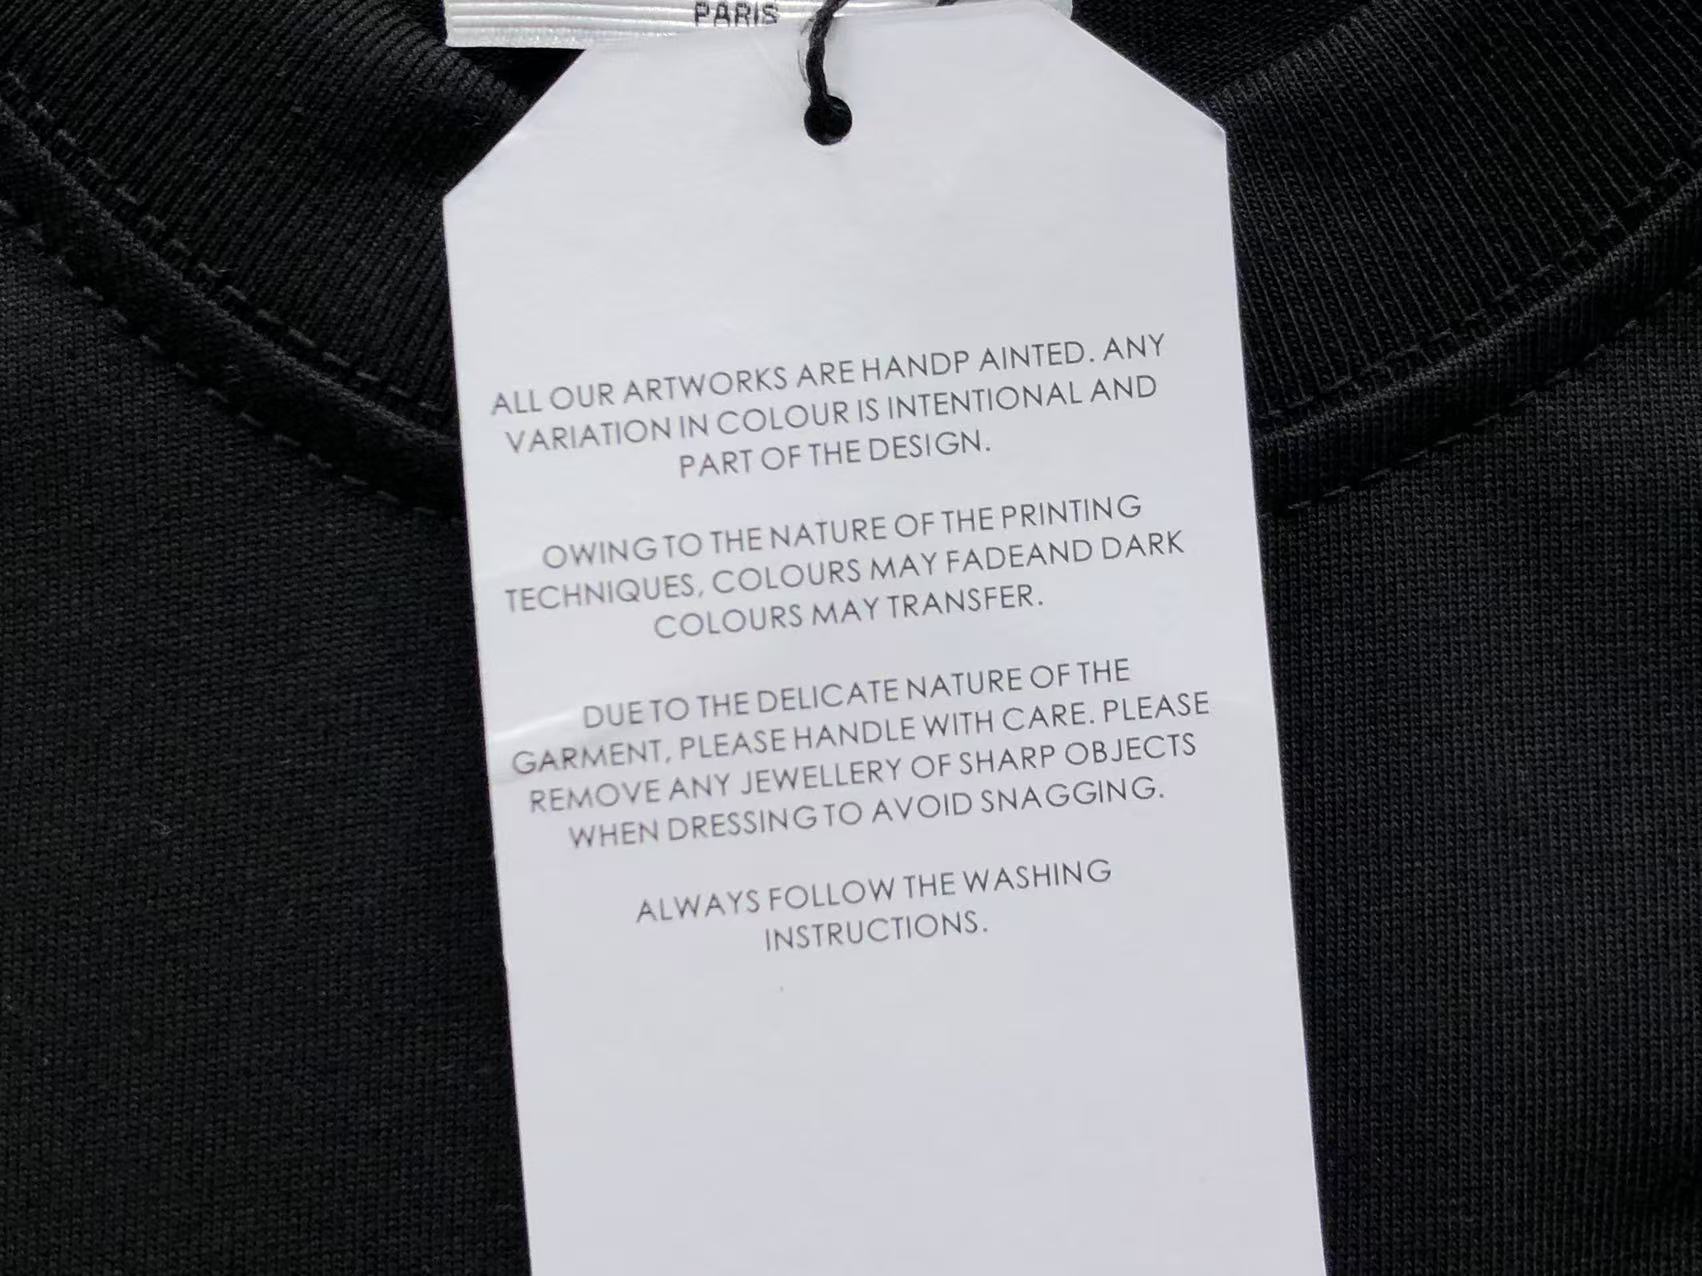 PARIS
ALL OUR ARTWORKS ARE HANDP AINTED. ANY
VARIATION IN COLOUR IS INTENTIONAL AND
PART OF THE DESIGN.
OWING TO THE NATURE OF THE PRINTING
TECHNIQUES, COLOURS MAY FADEAND DARK
COLOURS MAY TRANSFER.
DUE TO THE DELICATE NATURE OF THE
GARMENT, PLEASE HANDLE WITH CARE. PLEASE
REMOVE ANY JEWELLERY OF SHARP OBJECTS
WHEN DRESSING TO AVOID SNAGGING.
ALWAYS FOLLOW THE WASHING
INSTRUCTIONS.